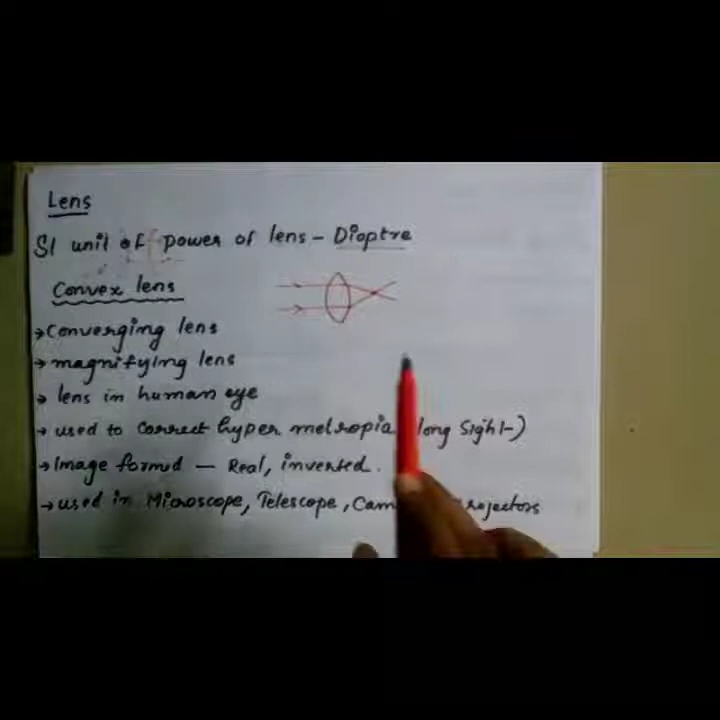 Lens
SI unit of power of lens - Dioptre
Convex lens
→ Converging lens
→ magnifying lens
→ lens in human eye
→ used to correct hyper metropia (long Sight)
→ Image formed — Real, inverted.
→ used in Microscope, Telescope, Cam rojectors